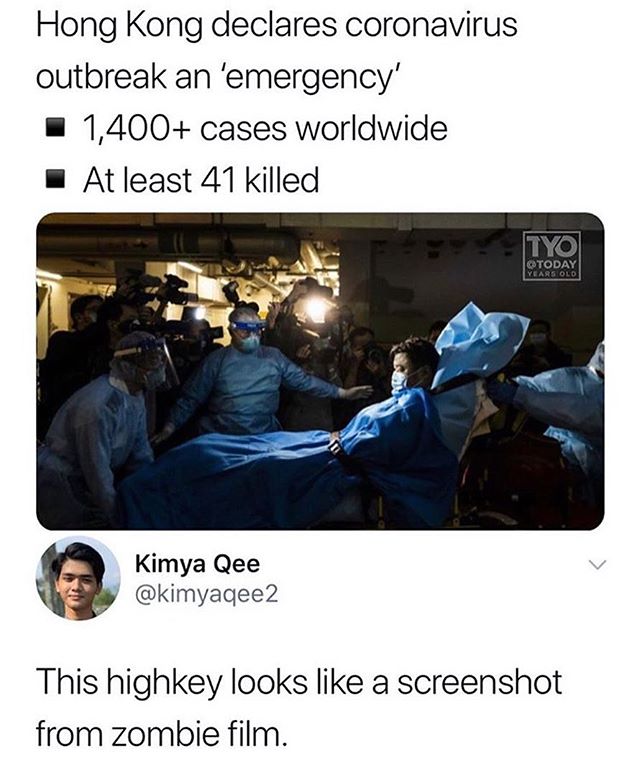 Hong Kong declares coronavirus
outbreak an ‘emergency’
▪ 1,400+ cases worldwide
▪ At least 41 killed
TYO
@TODAY
YEARS OLD
Kimya Qee
@kimyaqee2
This highkey looks like a screenshot
from zombie film.